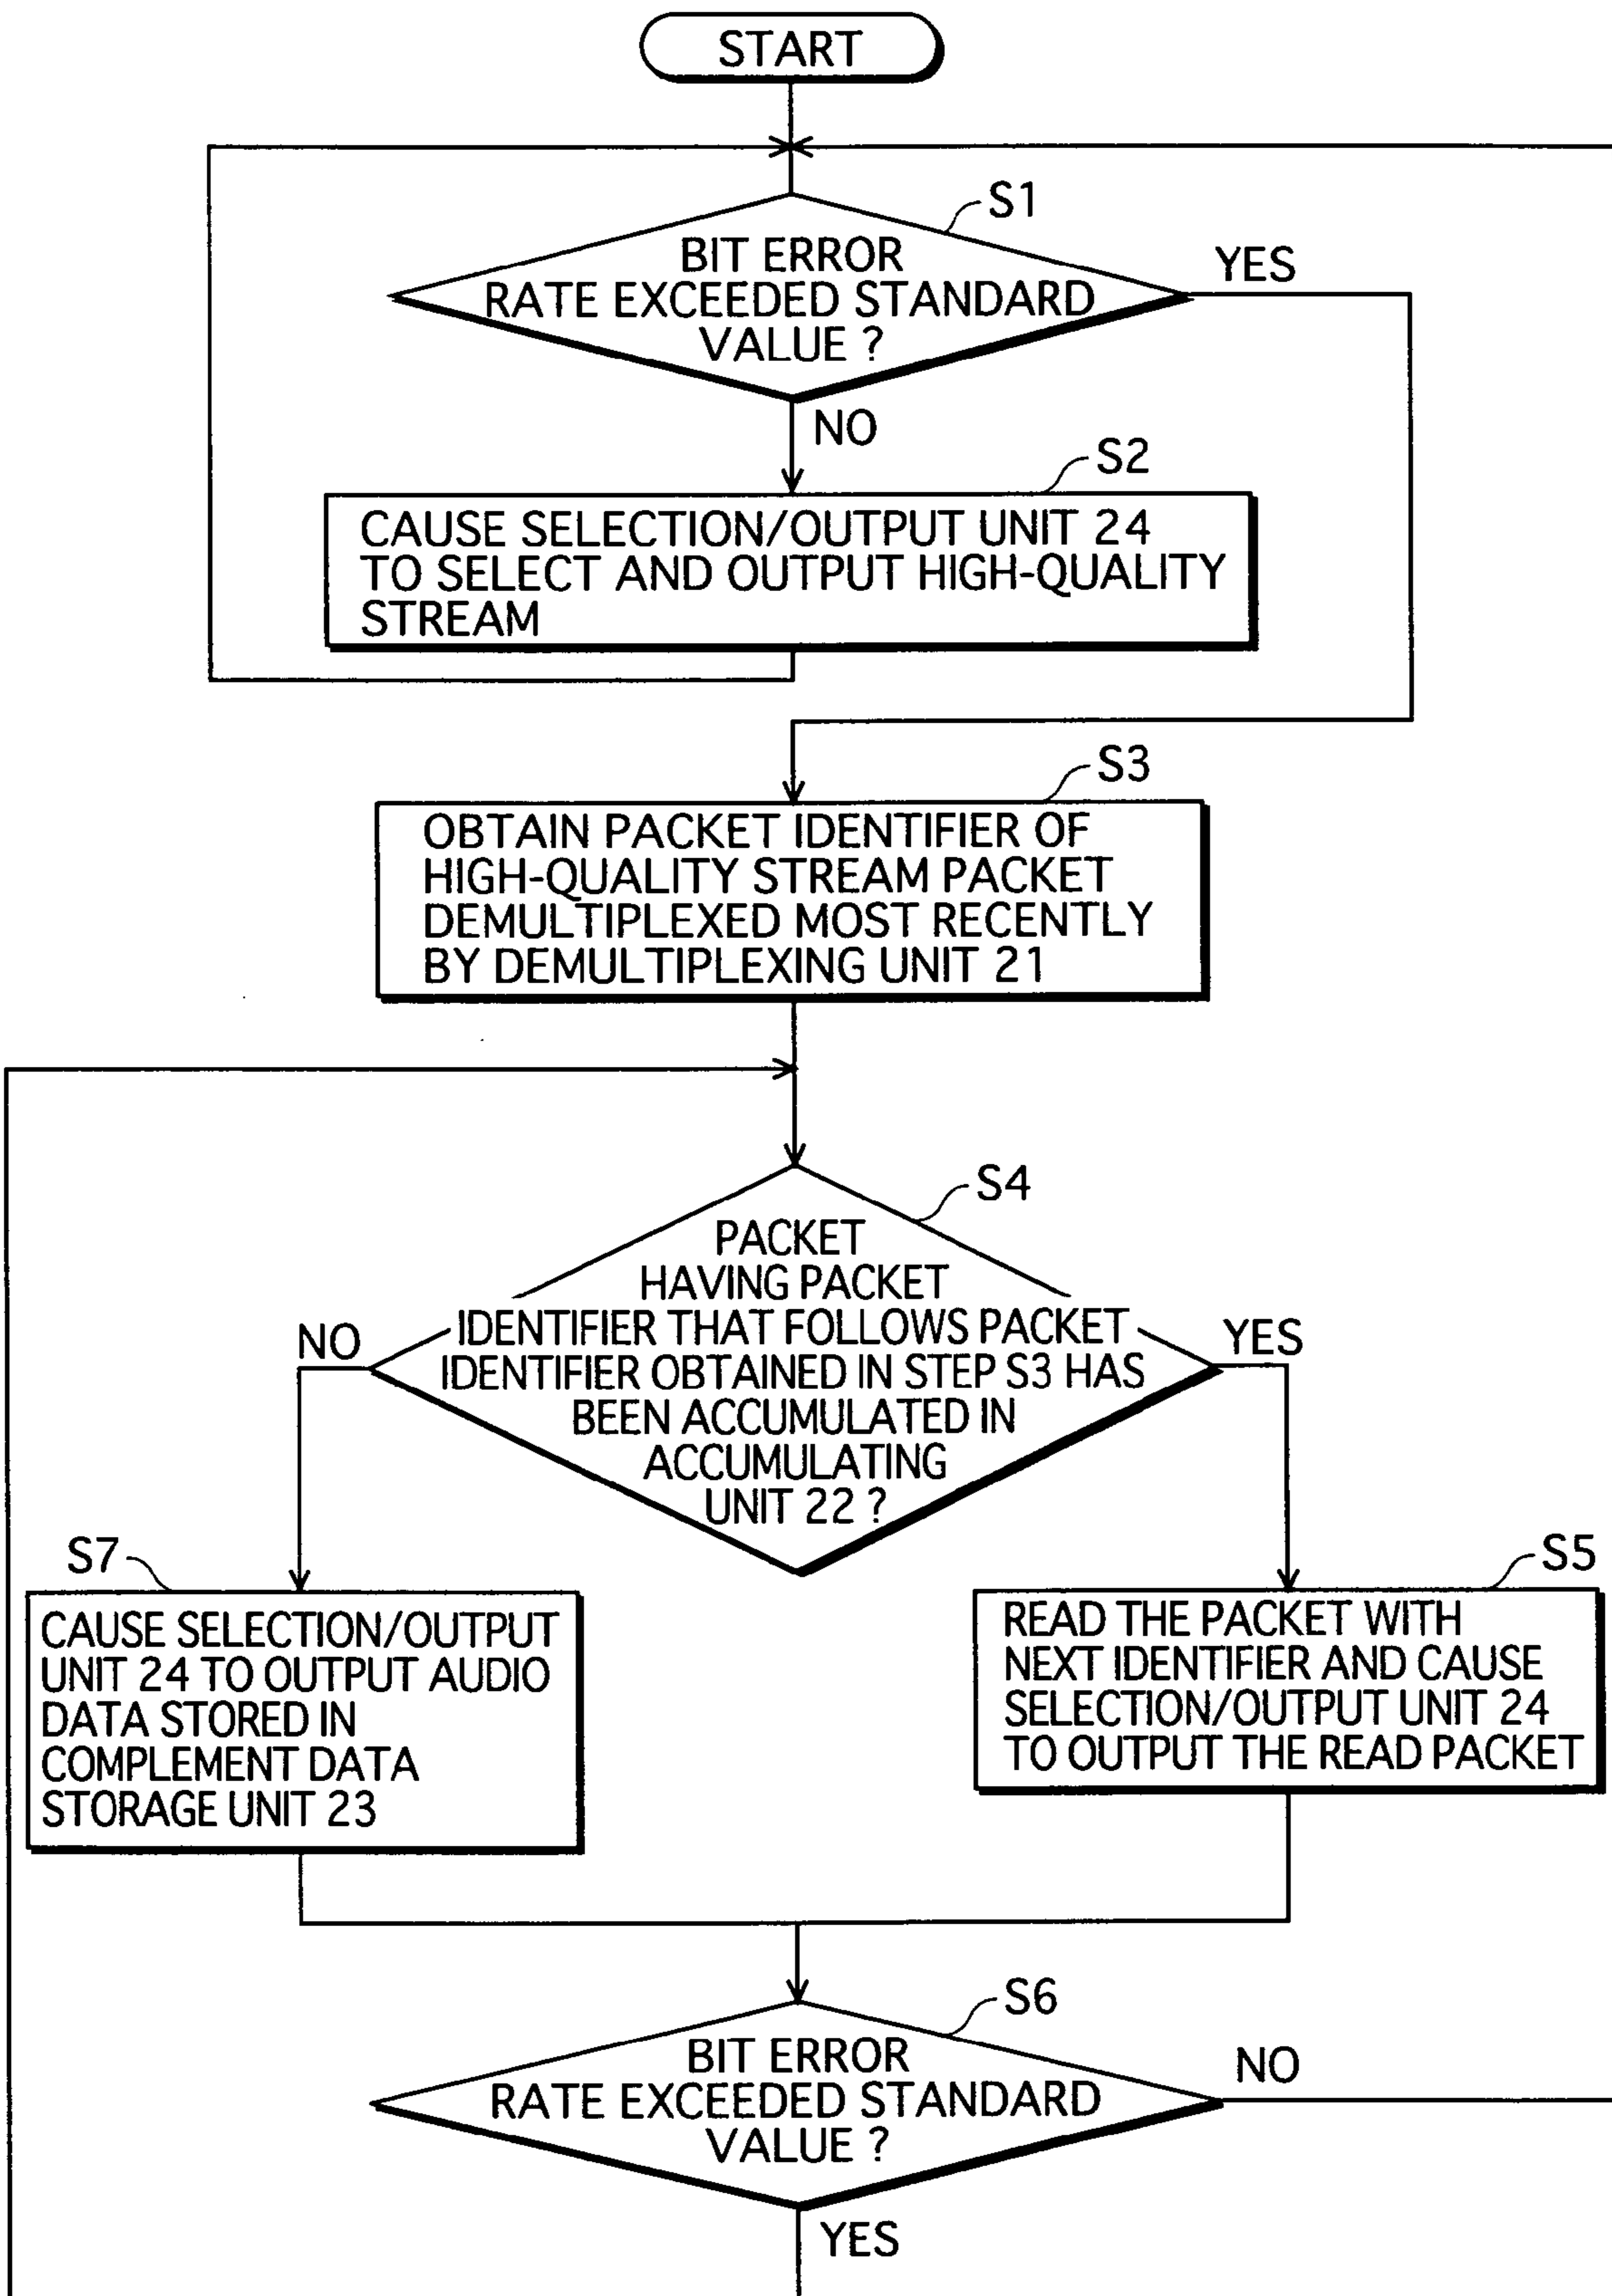 START
S1
BIT ERROR
RATE EXCEEDED STANDARD
VALUE ?
YES
NO
S2
CAUSE SELECTION/OUTPUT UNIT 24
TO SELECT AND OUTPUT HIGH-QUALITY
STREAM
S3
OBTAIN PACKET IDENTIFIER OF
HIGH-QUALITY STREAM PACKET
DEMULTIPLEXED MOST RECENTLY
BY DEMULTIPLEXING UNIT 21
S4
PACKET
HAVING PACKET
IDENTIFIER THAT FOLLOWS PACKET
IDENTIFIER OBTAINED IN STEP S3 HAS
BEEN ACCUMULATED IN
ACCUMULATING
UNIT 22 ?
NO
YES
S7
CAUSE SELECTION/OUTPUT
UNIT 24 TO OUTPUT AUDIO
DATA STORED IN
COMPLEMENT DATA
STORAGE UNIT 23
S5
READ THE PACKET WITH
NEXT IDENTIFIER AND CAUSE
SELECTION/OUTPUT UNIT 24
TO OUTPUT THE READ PACKET
S6
BIT ERROR
RATE EXCEEDED STANDARD
VALUE ?
NO
YES